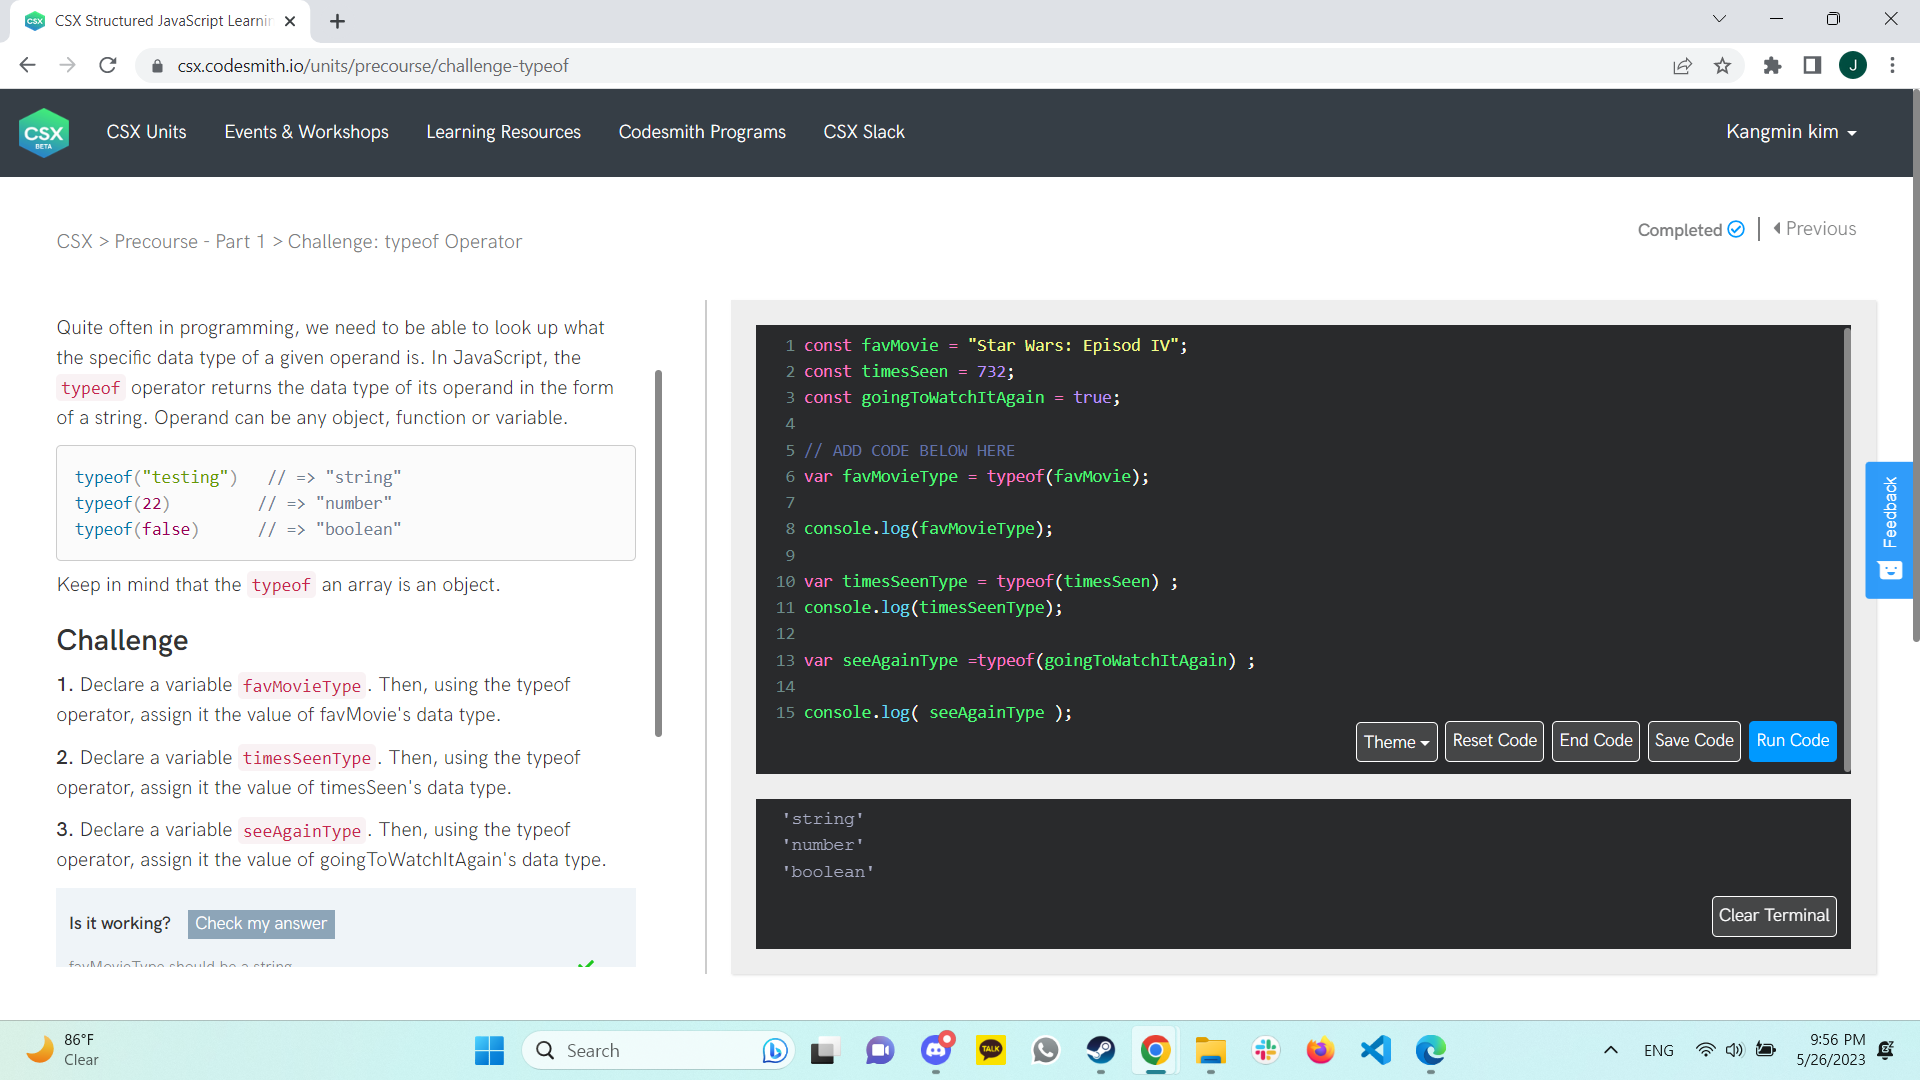 CSX Structured JavaScript Learnin
csx.codesmith.io/units/precourse/challenge-typeof
J
CSX
BETA
CSX Units
Events & Workshops
Learning Resources
Codesmith Programs
CSX Slack
Kangmin kim
CSX > Precourse - Part 1 > Challenge: typeof Operator
Completed
Previous
Quite often in programming, we need to be able to look up what
the specific data type of a given operand is. In JavaScript, the
typeof operator returns the data type of its operand in the form
of a string. Operand can be any object, function or variable.
typeof("testing")   // => "string"
typeof(22)         // => "number"
typeof(false)      // => "boolean"
Keep in mind that the typeof an array is an object.
Challenge
1. Declare a variable favMovieType. Then, using the typeof
operator, assign it the value of favMovie's data type.
2. Declare a variable timesSeenType. Then, using the typeof
operator, assign it the value of timesSeen's data type.
3. Declare a variable seeAgainType. Then, using the typeof
operator, assign it the value of goingToWatchItAgain's data type.
Is it working? Check my answer
favMovieType should be a string
1 const favMovie = "Star Wars: Episod IV";
2 const timesSeen = 732;
3 const goingToWatchItAgain = true;
4
5 // ADD CODE BELOW HERE
6 var favMovieType = typeof(favMovie);
7
8 console.log(favMovieType);
9
10 var timesSeenType = typeof(timesSeen) ;
11 console.log(timesSeenType);
12
13 var seeAgainType =typeof(goingToWatchItAgain) ;
14
15 console.log( seeAgainType );
Theme
Reset Code
End Code
Save Code
Run Code
'string'
'number'
'boolean'
Clear Terminal
Feedback
86°F
Clear
Search
TALK
ENG
9:56 PM
5/26/2023